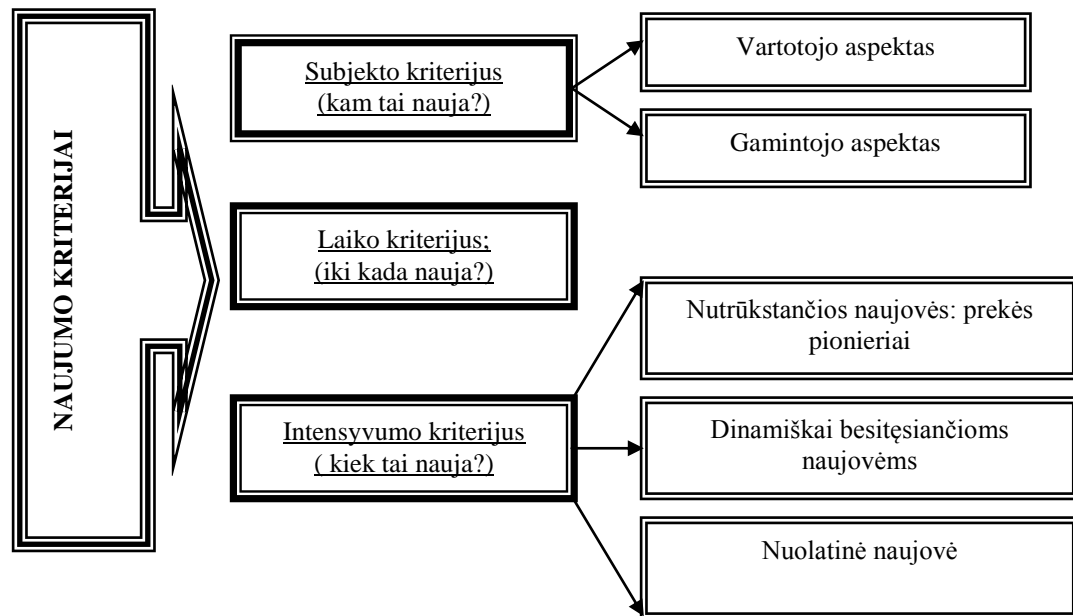 NAUJUMO KRITERIJAI
Subjekto kriterijus
(kam tai nauja?)
Vartotojo aspektas
Gamintojo aspektas
Laiko kriterijus;
(iki kada nauja?)
Intensyvumo kriterijus
( kiek tai nauja?)
Nutrūkstančios naujovės: prekės
pionieriai
Dinamiškai besitęsiančioms
naujovėms
Nuolatinė naujovė